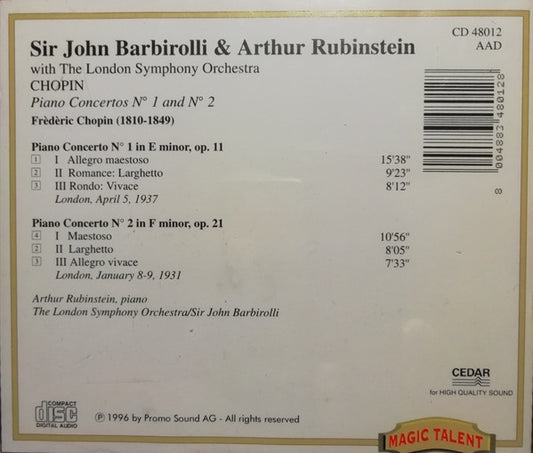 Sir John Barbirolli & Arthur Rubinstein
with The London Symphony Orchestra
CHOPIN
Piano Concertos N° 1 and N° 2
Frèdèric Chopin (1810-1849)
CD 48012
AAD
004883 480128
8
Piano Concerto N° 1 in E minor, op. 11
1 I Allegro maestoso 15'38"
2 II Romance: Larghetto 9'23"
3 III Rondo: Vivace 8'12"
London, April 5, 1937
Piano Concerto N° 2 in F minor, op. 21
4 I Maestoso 10'56"
2 II Larghetto 8'05"
3 III Allegro vivace 7'33"
London, January 8-9, 1931
Arthur Rubinstein, piano
The London Symphony Orchestra/Sir John Barbirolli
CEDAR
for HIGH QUALITY SOUND
COMPACT
disc
DIGITAL AUDIO
℗ 1996 by Promo Sound AG - All rights reserved
MAGIC TALENT